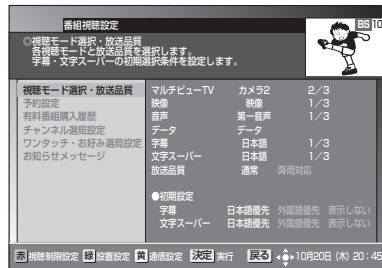 番組視聴設定
BS 10
◎視聴モード選択・放送品質
各視聴モードと放送品質を選択します。
字幕・文字スーパーの初期選択条件を設定します。
視聴モード選択・放送品質
予約設定
有料番組購入履歴
チャンネル選局設定
ワンタッチ・お好み選局設定
お知らせメッセージ
マルチビューTV カメラ2 2／3
映像 映像 1／3
音声 第一音声 1／3
データ データ
字幕 日本語 1／3
文字スーパー 日本語 1／3
放送品質 通常 降雨対応
●初期設定
字幕 日本語優先 外国語優先 表示しない
文字スーパー 日本語優先 外国語優先 表示しない
赤 視聴制限設定 緑 設置設定 黄 通信設定 決定 実行 戻る 10月20日 (木) 20：45